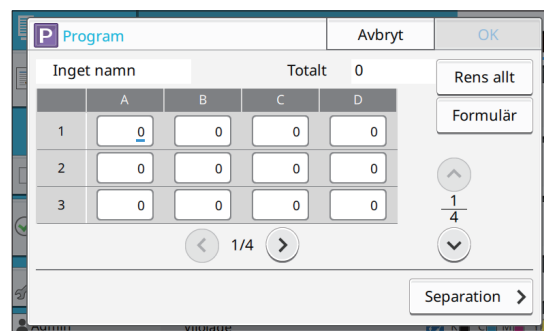 P Program Avbryt OK
Inget namn Totalt 0 Rens allt
A B C D Formulär
1 0 0 0 0
2 0 0 0 0
3 0 0 0 0
1/4
1
4
Separation
Admin